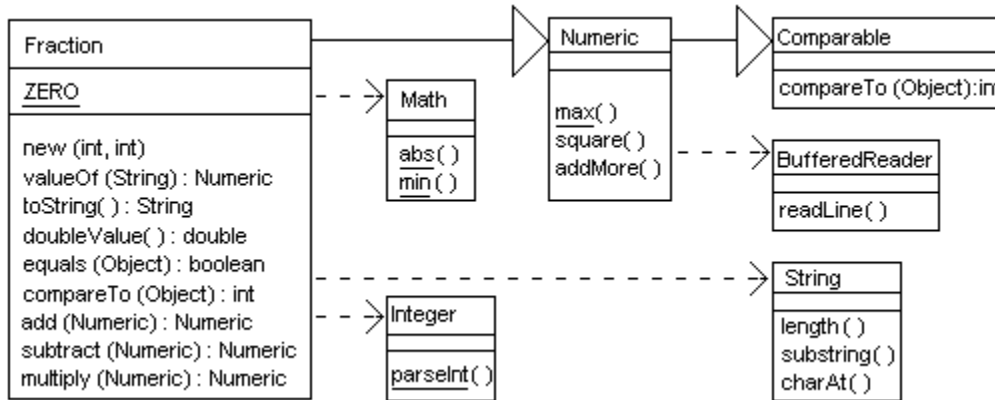 Fraction
ZERO
new (int, int)
valueOf (String) : Numeric
toString( ) : String
doubleValue( ) : double
equals (Object) : boolean
compareTo (Object) : int
add (Numeric) : Numeric
subtract (Numeric) : Numeric
multiply (Numeric) : Numeric
Math
abs( )
min( )
Integer
parseInt( )
Numeric
max( )
square( )
addMore( )
Comparable
compareTo (Object):int
BufferedReader
readLine( )
String
length( )
substring( )
charAt( )